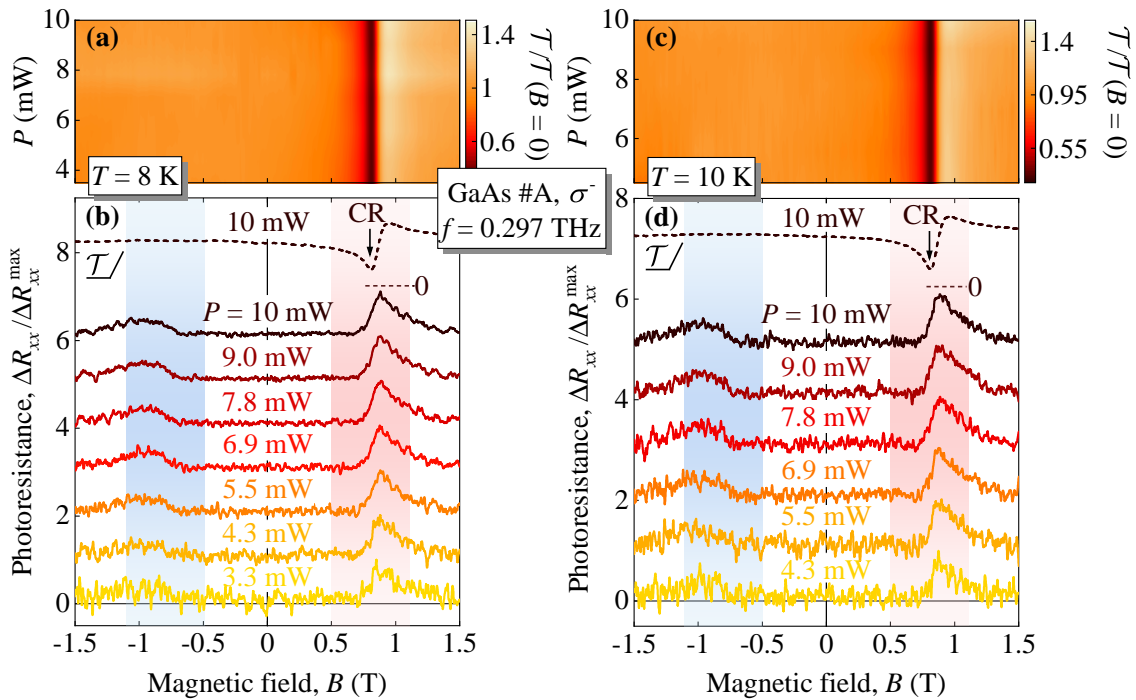 (a)
10
8
6
4
P (mW)
T = 8 K
1.4
1
0.6
𝒯/𝒯(B = 0)
(c)
10
8
6
P (mW)
T = 10 K
1.4
0.95
0.55
𝒯/𝒯(B = 0)
GaAs #A, σ-
f = 0.297 THz
(b)
10 mW
CR
𝒯
0
P = 10 mW
9.0 mW
7.8 mW
6.9 mW
5.5 mW
4.3 mW
3.3 mW
8
6
4
2
0
Photoresistance, ΔRxx/ΔRxx^max
-1.5 -1 -0.5 0 0.5 1 1.5
Magnetic field, B (T)
(d)
10 mW
CR
𝒯
0
P = 10 mW
9.0 mW
7.8 mW
6.9 mW
5.5 mW
4.3 mW
8
6
4
2
0
Photoresistance, ΔRxx/ΔRxx^max
-1.5 -1 -0.5 0 0.5 1 1.5
Magnetic field, B (T)